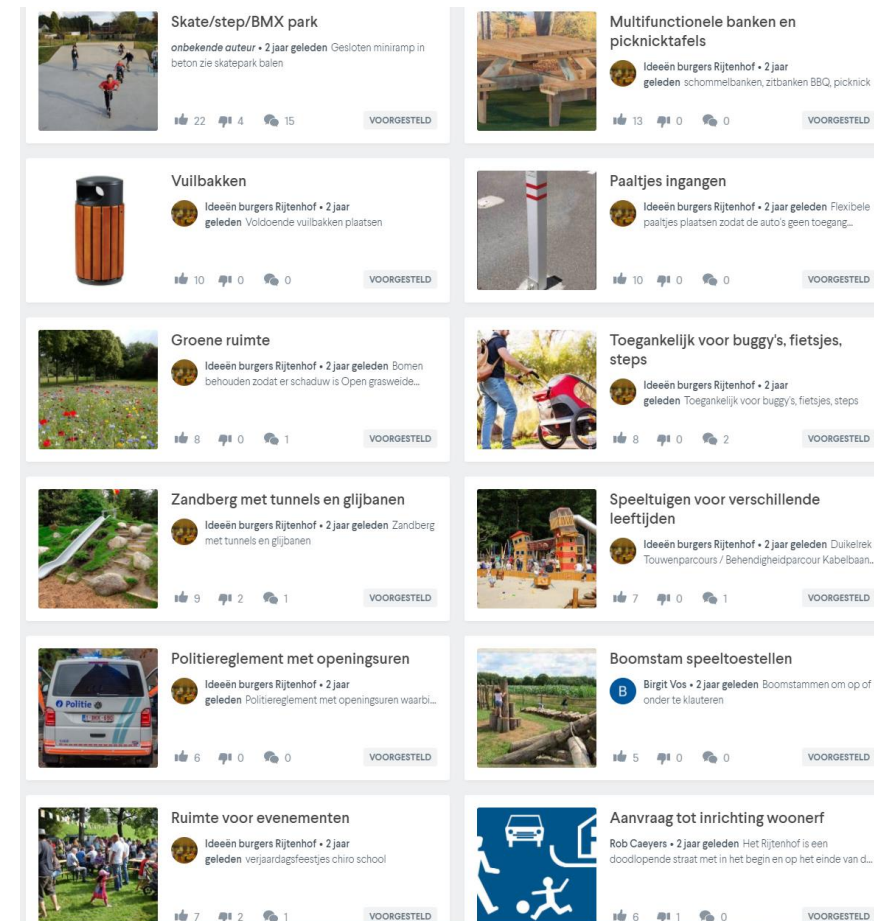 Skate/step/BMX park
onbekende auteur • 2 jaar geleden Gesloten miniramp in
beton zie skatepark balen
22 4 15 VOORGESTELD
Multifunctionele banken en
picknicktafels
Ideeën burgers Rijtenhof • 2 jaar
geleden schommelbanken, zitbanken BBQ, picknick
13 0 0 VOORGESTELD
Vuilbakken
Ideeën burgers Rijtenhof • 2 jaar
geleden Voldoende vuilbakken plaatsen
10 0 0 VOORGESTELD
Paaltjes ingangen
Ideeën burgers Rijtenhof • 2 jaar geleden Flexibele
paaltjes plaatsen zodat de auto's geen toegang...
10 0 0 VOORGESTELD
Groene ruimte
Ideeën burgers Rijtenhof • 2 jaar geleden Bomen
behouden zodat er schaduw is Open grasweide...
8 0 1 VOORGESTELD
Toegankelijk voor buggy's, fietsjes,
steps
Ideeën burgers Rijtenhof • 2 jaar
geleden Toegankelijk voor buggy's, fietsjes, steps
8 0 2 VOORGESTELD
Zandberg met tunnels en glijbanen
Ideeën burgers Rijtenhof • 2 jaar geleden Zandberg
met tunnels en glijbanen
9 2 1 VOORGESTELD
Speeltuigen voor verschillende
leeftijden
Ideeën burgers Rijtenhof • 2 jaar geleden Duikelrek
Touwenparcours / Behendigheidparcour Kabelbaan...
7 0 1 VOORGESTELD
Politiereglement met openingsuren
Ideeën burgers Rijtenhof • 2 jaar
geleden Politiereglement met openingsuren waarbi...
Politie
6 0 0 VOORGESTELD
Boomstam speeltoestellen
B
Birgit Vos • 2 jaar geleden Boomstammen om op of
onder te klauteren
5 0 0 VOORGESTELD
Ruimte voor evenementen
Ideeën burgers Rijtenhof • 2 jaar
geleden verjaardagsfeestjes chiro school
7 2 1 VOORGESTELD
Aanvraag tot inrichting woonerf
Rob Caeyers • 2 jaar geleden Het Rijtenhof is een
doodlopende straat met in het begin en op het einde van d...
6 1 0 VOORGESTELD